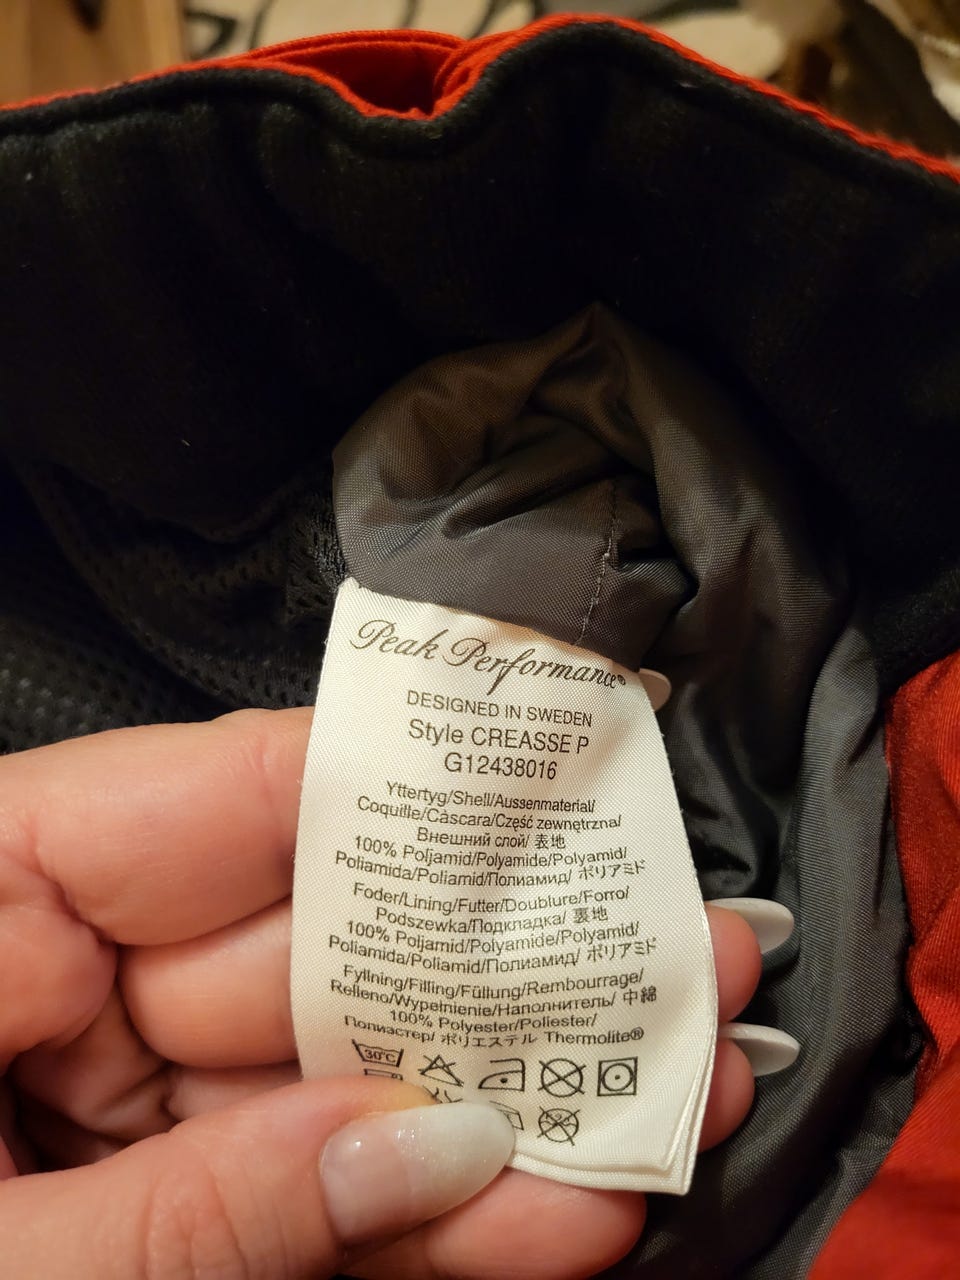 Peak Performance®
DESIGNED IN SWEDEN
Style CREASSE P
G12438016
Yttertyg/Shell/Aussenmaterial/
Coquille/Cáscara/Część zewnętrzna/
Внешний слой/ 表地
100% Poljamid/Polyamide/Polyamid/
Poliamida/Poliamid/Полиамид/ ポリアミド
Foder/Lining/Futter/Doublure/Forro/
Podszewka/Подкладка/ 裏地
100% Poljamid/Polyamide/Polyamid/
Poliamida/Poliamid/Полиамид/ ポリアミド
Fyllning/Filling/Füllung/Rembourrage/
Relleno/Wypełnienie/Наполнитель/ 中綿
100% Polyester/Poliester/
Полиэстер/ ポリエステル Thermolite®
30°C